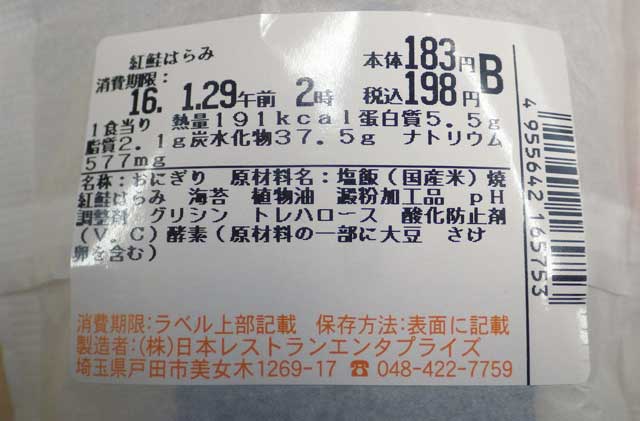 紅鮭はらみ 本体183円
消費期限: B
16. 1.29午前 2時 税込198円
1食当り 熱量191kcal蛋白質5.5g
脂質2.1g炭水化物37.5g ナトリウム
577mg
名称:おにぎり 原材料名:塩飯(国産米)焼
紅鮭はらみ 海苔 植物油 澱粉加工品 pH
調整剤 グリシン トレハロース 酸化防止剤
(V.C)酵素(原材料の一部に大豆 さけ
卵を含む)
消費期限:ラベル上部記載 保存方法:表面に記載
製造者:(株)日本レストランエンタプライズ
埼玉県戸田市美女木1269-17 ☎ 048-422-7759
4 955642 165753